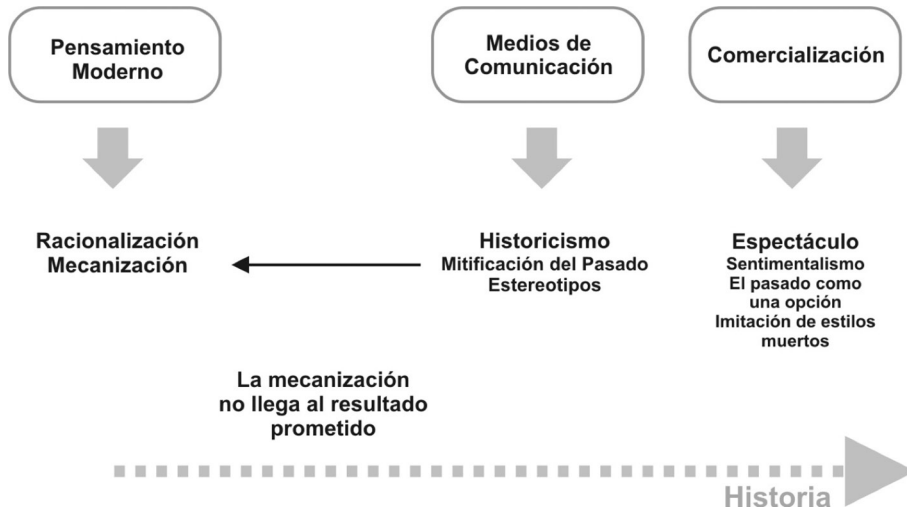 Pensamiento
Moderno
Medios de
Comunicación
Comercialización
Racionalización
Mecanización
Historicismo
Mitificación del Pasado
Estereotipos
Espectáculo
Sentimentalismo
El pasado como
una opción
Imitación de estilos
muertos
La mecanización
no llega al resultado
prometido
Historia